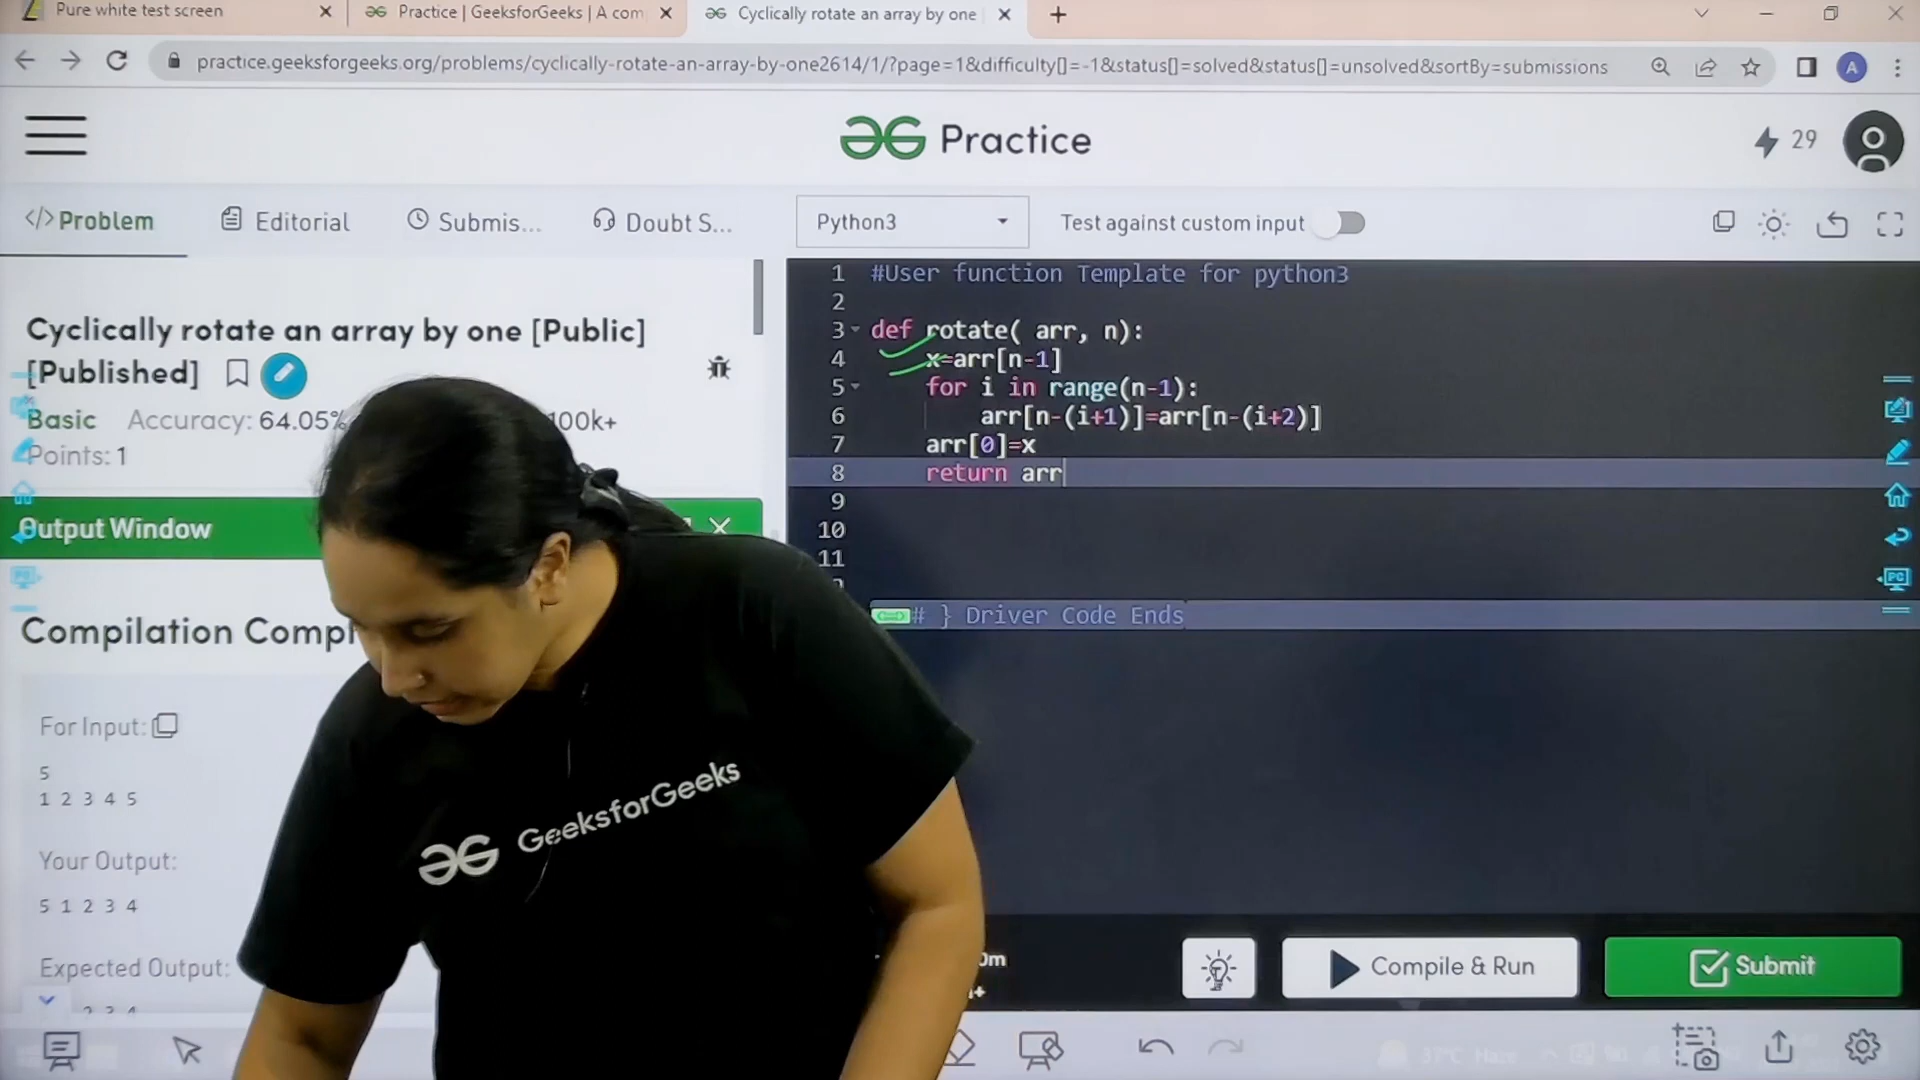 Pure white test screen
Practice | GeeksforGeeks | A com
Cyclically rotate an array by one
practice.geeksforgeeks.org/problems/cyclically-rotate-an-array-by-one2614/1/?page=1&difficulty[]=-1&status[]=solved&status[]=unsolved&sortBy=submissions
A
Practice
29
</> Problem
Editorial
Submis...
Doubt S...
Python3
Test against custom input
Cyclically rotate an array by one [Public]
[Published]
Basic Accuracy: 64.05% 100k+
Points: 1
Output Window
Compilation Compl
For Input:
5
1 2 3 4 5
Your Output:
5 1 2 3 4
Expected Output:
1 #User function Template for python3
2
3 def rotate( arr, n):
4 x=arr[n-1]
5 for i in range(n-1):
6 arr[n-(i+1)]=arr[n-(i+2)]
7 arr[0]=x
8 return arr
9
10
11
# } Driver Code Ends
GeeksforGeeks
0m
Compile & Run
Submit
PC
37°C Haze